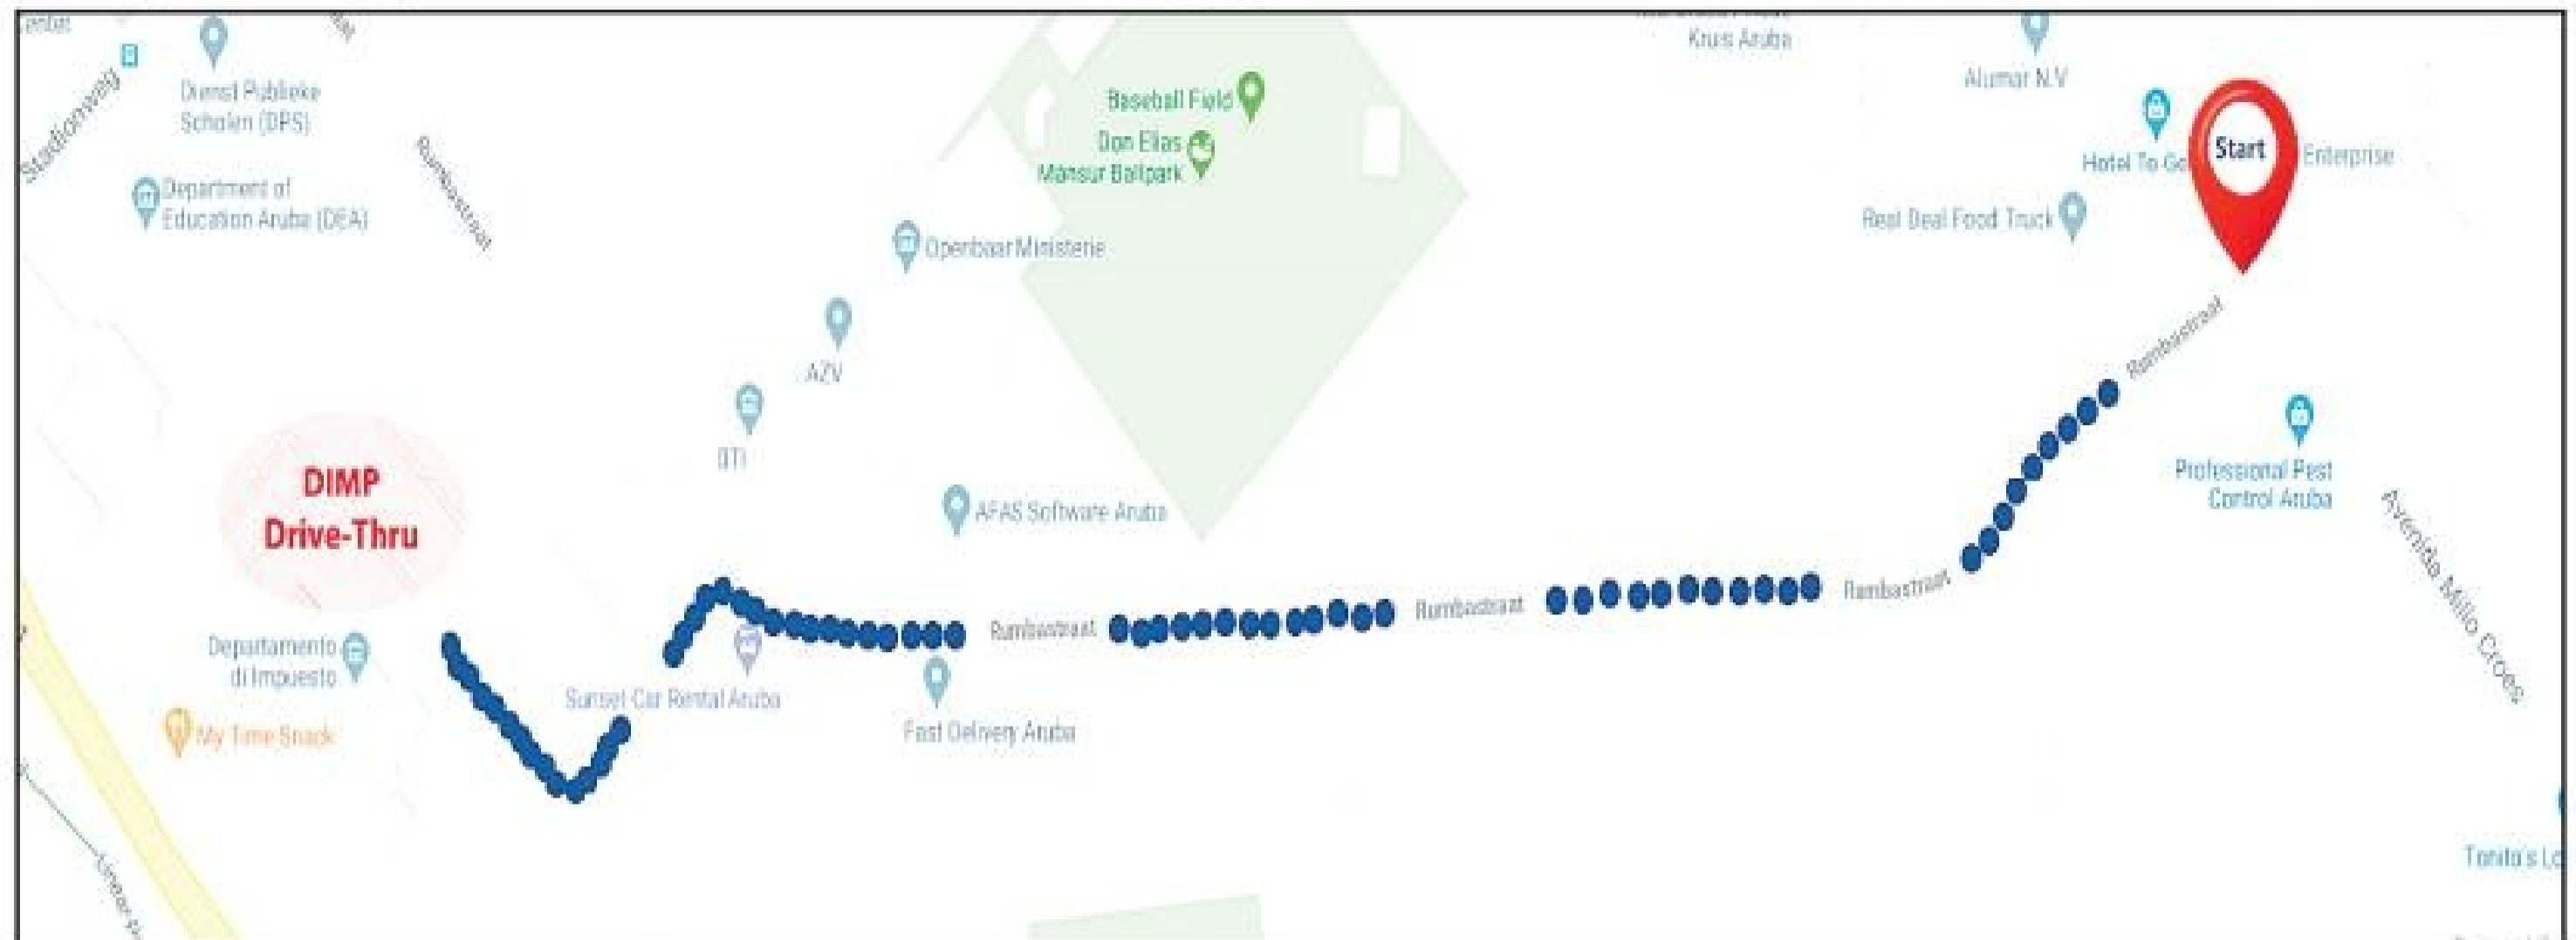 Kruis Aruba
Alumar N.V
Stadionweg
Dienst Publieke
Scholen (DPS)
Rumbastraat
Baseball Field
Don Elias
Mansur Ballpark
Hotel To Go
Start
Enterprise
Department of
Education Aruba (DEA)
Real Deal Food Truck
Openbaar Ministerie
Rumbastraat
AZV
DTI
Professional Pest
Control Aruba
DIMP
Drive-Thru
AFAS Software Aruba
Avenida Milio Croes
Rumbastraat
Rumbastraat
Rumbastraat
Departamento
di Impuesto
Sunset Car Rental Aruba
My Time Snack
Fast Delivery Aruba
Tonito's Lo